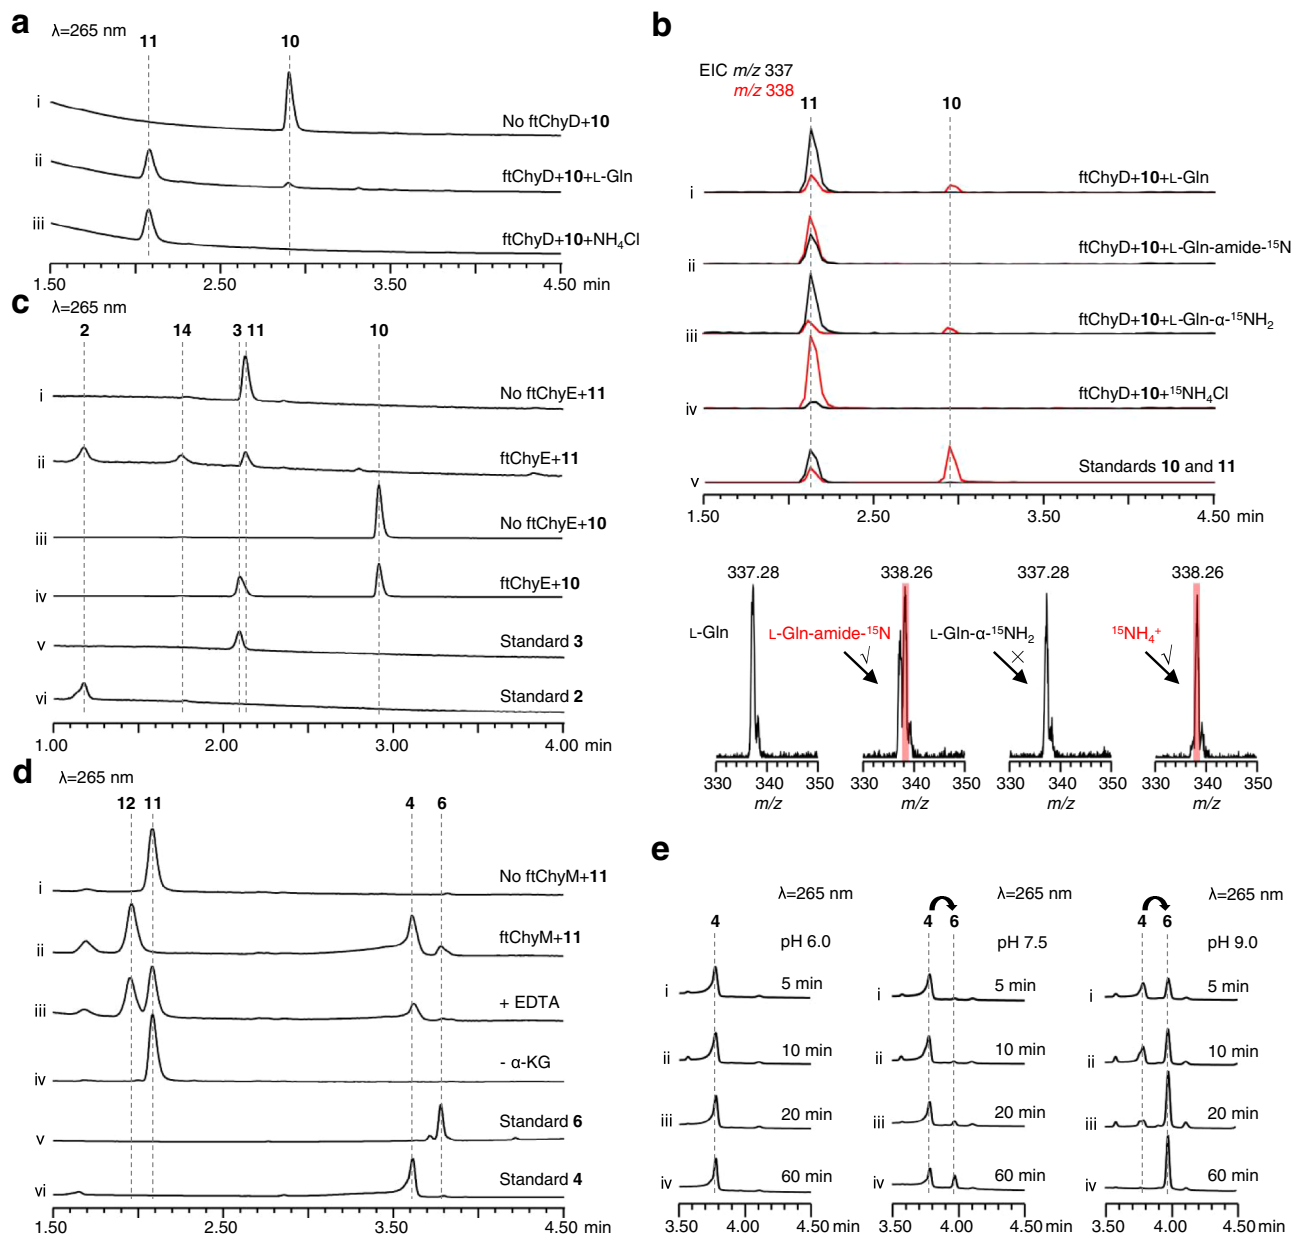 a
λ=265 nm
11 10
i
No ftChyD+10
ii
ftChyD+10+L-Gln
iii
ftChyD+10+NH4Cl
1.50 2.50 3.50 4.50 min
b
EIC m/z 337
m/z 338
11 10
i
ftChyD+10+L-Gln
ii
ftChyD+10+L-Gln-amide-¹⁵N
iii
ftChyD+10+L-Gln-α-¹⁵NH₂
iv
ftChyD+10+¹⁵NH₄Cl
v
Standards 10 and 11
1.50 2.50 3.50 4.50 min
337.28 338.26 337.28 338.26
L-Gln L-Gln-amide-¹⁵N L-Gln-α-¹⁵NH₂ ¹⁵NH₄⁺
√ × √
330 340 350 330 340 350 330 340 350 330 340 350
m/z m/z m/z m/z
c
λ=265 nm
2 14 3 11 10
i
No ftChyE+11
ii
ftChyE+11
iii
No ftChyE+10
iv
ftChyE+10
v
Standard 3
vi
Standard 2
1.00 2.00 3.00 4.00 min
d
λ=265 nm
12 11 4 6
i
No ftChyM+11
ii
ftChyM+11
iii
+ EDTA
iv
- α-KG
v
Standard 6
vi
Standard 4
1.50 2.50 3.50 4.50 min
e
λ=265 nm λ=265 nm
4 4 6 4 6
pH 6.0 pH 7.5 pH 9.0
λ=265 nm
i 5 min i 5 min i 5 min
ii 10 min ii 10 min ii 10 min
iii 20 min iii 20 min iii 20 min
iv 60 min iv 60 min iv 60 min
3.50 4.00 4.50 min 3.50 4.00 4.50 min 3.50 4.00 4.50 min